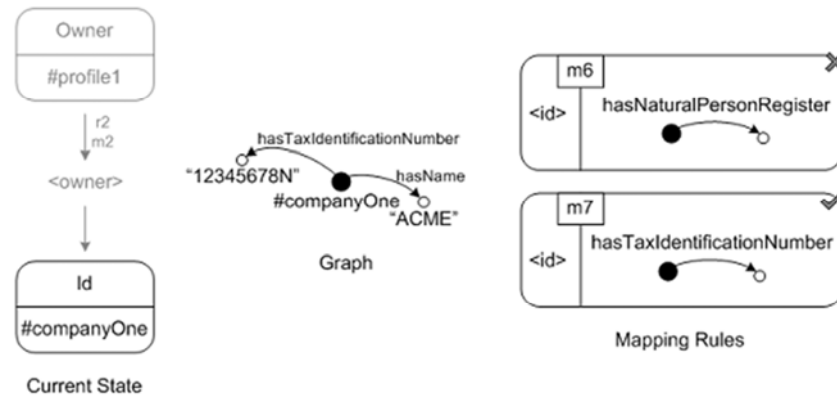 Owner
#profile1
r2
m2
<owner>
Id
#companyOne
Current State
hasTaxIdentificationNumber
"12345678N"
hasName
#companyOne
"ACME"
Graph
m6
<id>
hasNaturalPersonRegister
m7
<id>
hasTaxIdentificationNumber
Mapping Rules